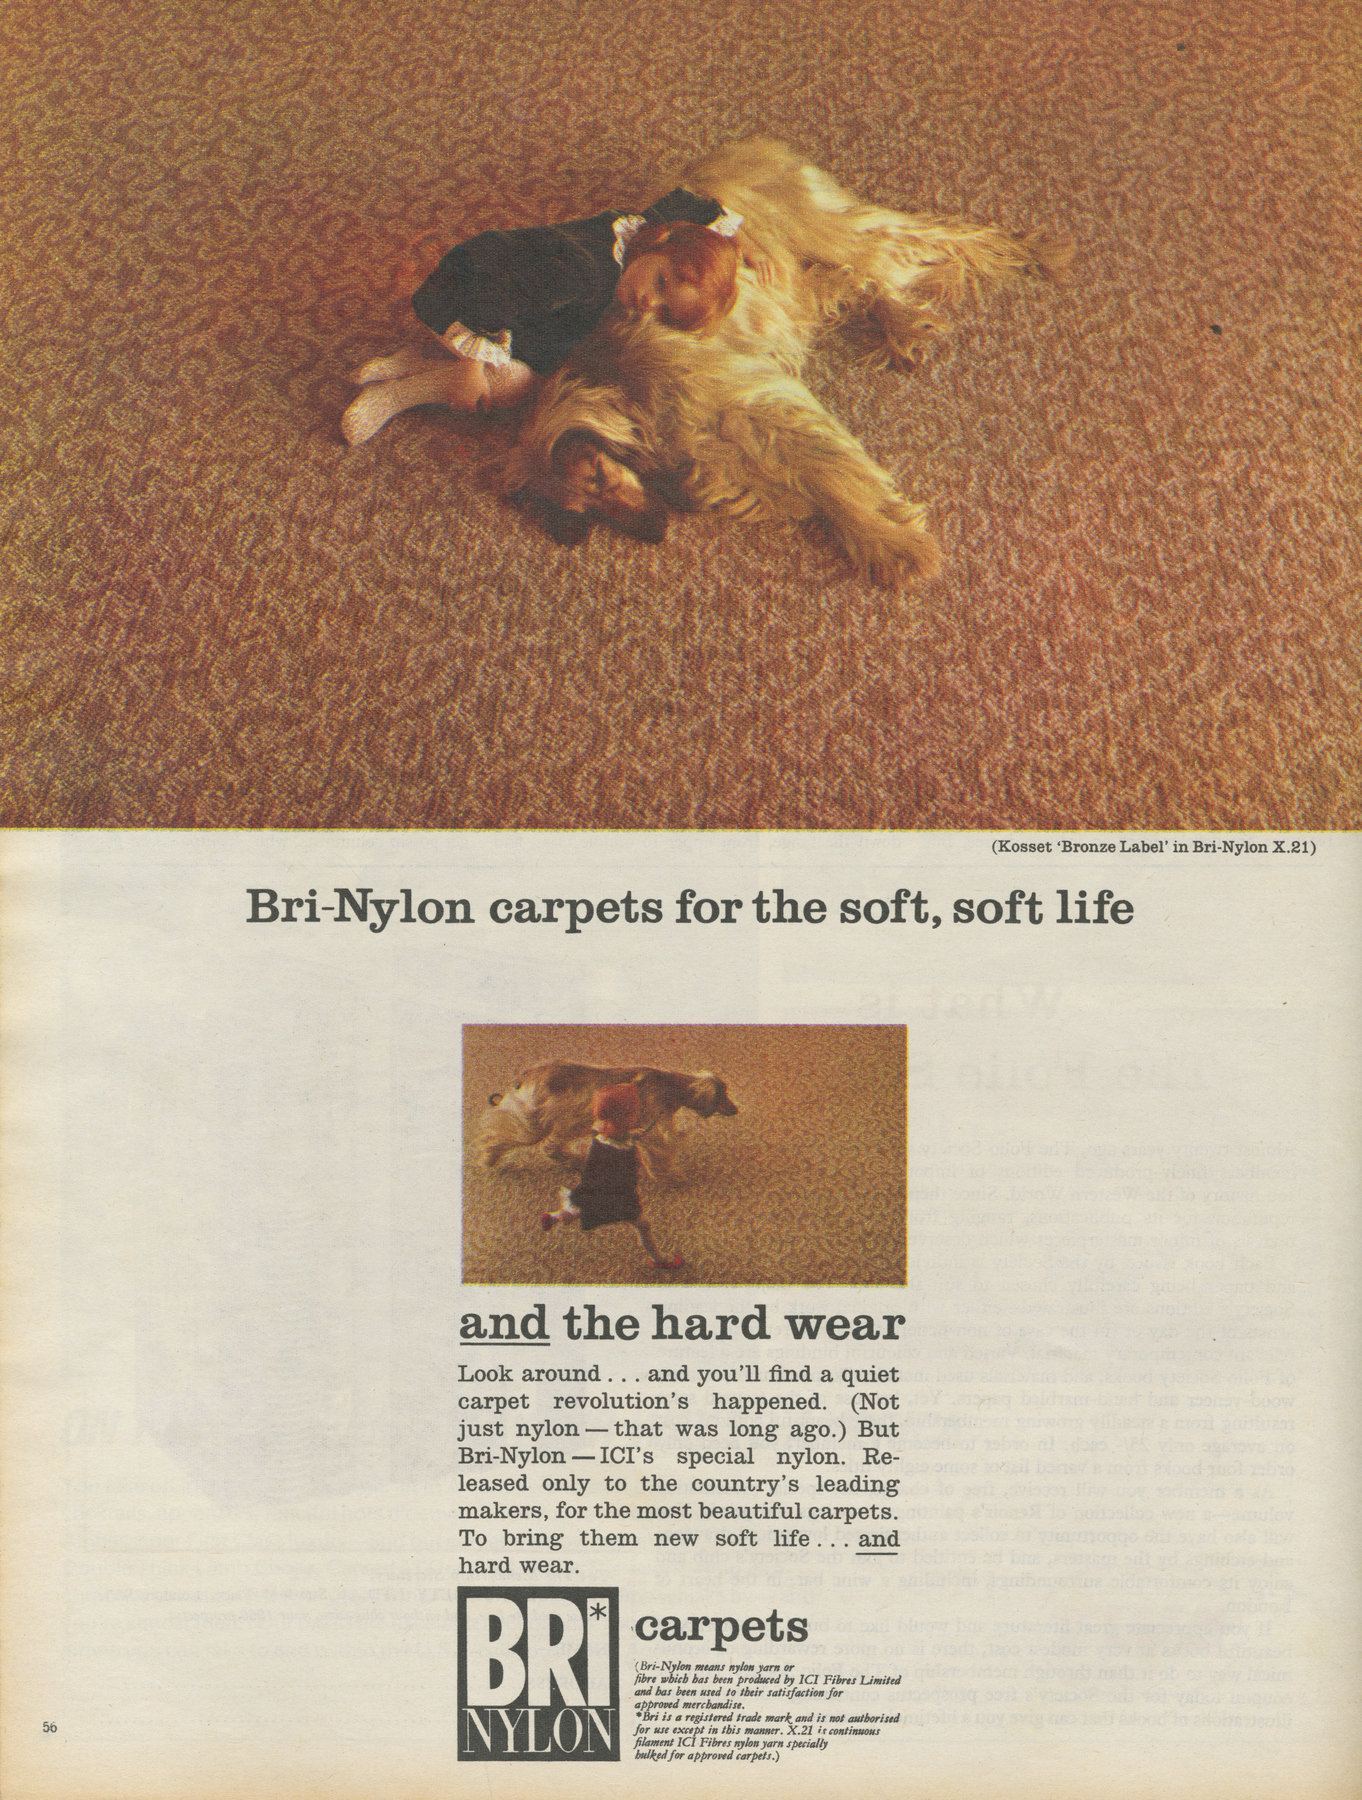 (Kosset ‘Bronze Label’ in Bri-Nylon X.21)
Bri-Nylon carpets for the soft, soft life
and the hard wear
Look around . . . and you’ll find a quiet
carpet revolution’s happened. (Not
just nylon — that was long ago.) But
Bri-Nylon — ICI’s special nylon. Re-
leased only to the country’s leading
makers, for the most beautiful carpets.
To bring them new soft life . . . and
hard wear.
BRi*
NYLON
carpets
(Bri-Nylon means nylon yarn or
fibre which has been produced by ICI Fibres Limited
and has been used to their satisfaction for
approved merchandise.
*Bri is a registered trade mark and is not authorised
for use except in this manner. X.21 is continuous
filament ICI Fibres nylon yarn specially
bulked for approved carpets.)
56